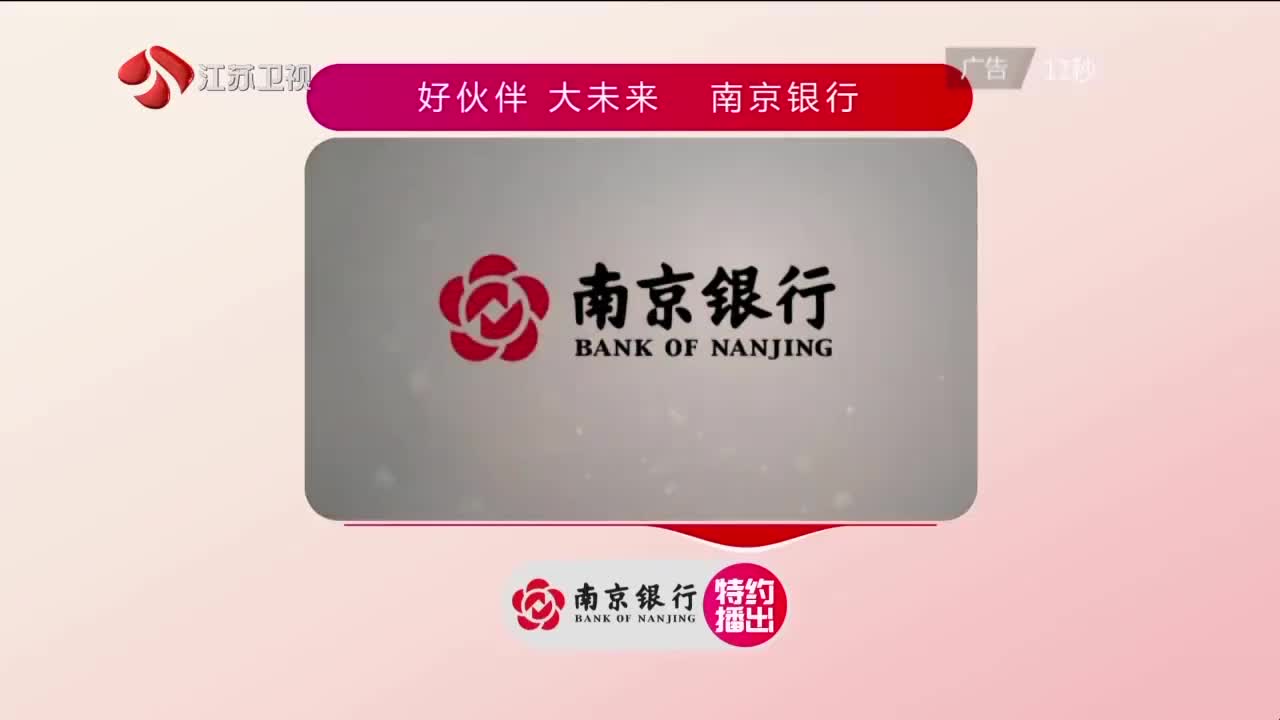 江苏卫视
广告 12秒
好伙伴 大未来 南京银行
南京银行
BANK OF NANJING
南京银行
BANK OF NANJING
特约
播出